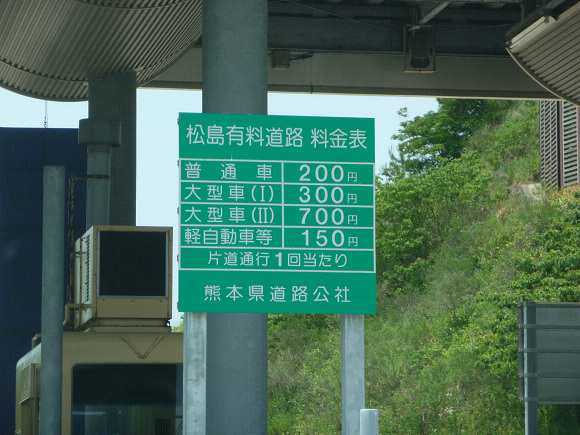 松島有料道路 料金表
普通車 200円
大型車(I) 300円
大型車(II) 700円
軽自動車等 150円
片道通行1回当たり
熊本県道路公社